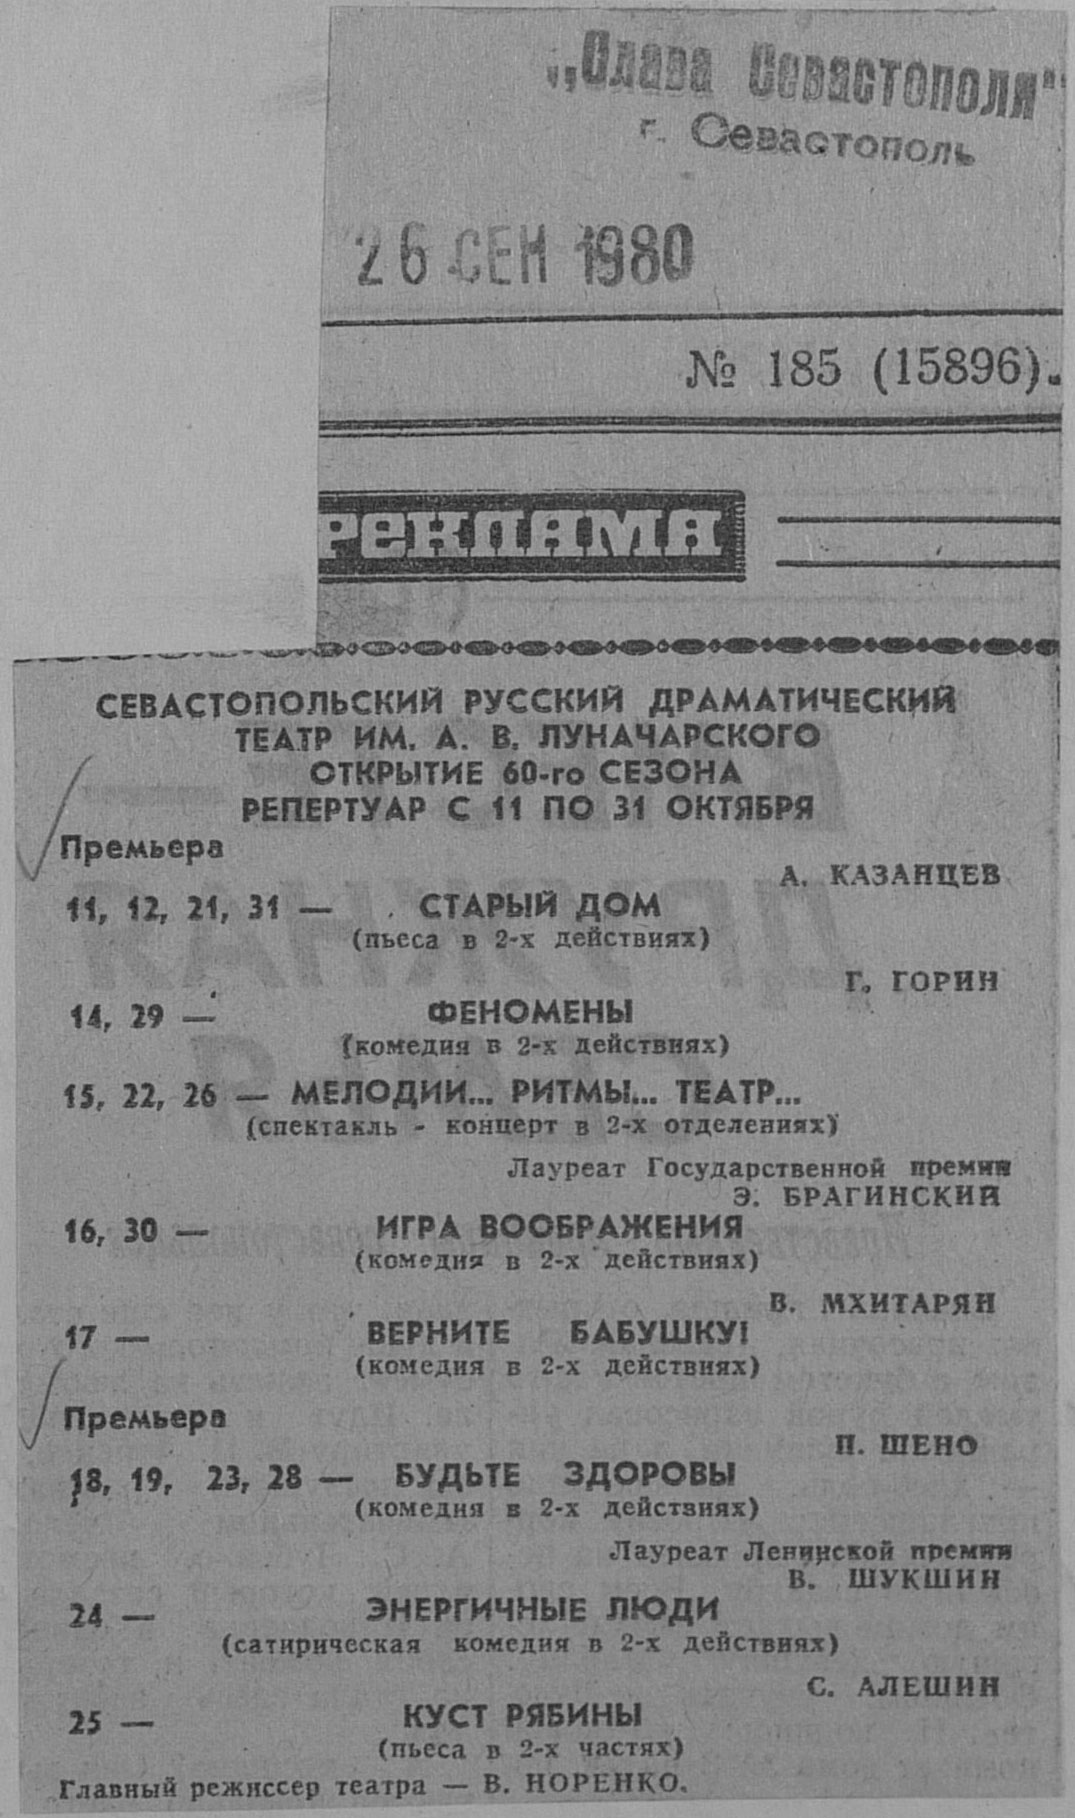 „Слава Севастополя"
г. Севастополь
26 СЕН 1980
№ 185 (15896).
реклама
СЕВАСТОПОЛЬСКИЙ РУССКИЙ ДРАМАТИЧЕСКИЙ
ТЕАТР ИМ. А. В. ЛУНАЧАРСКОГО
ОТКРЫТИЕ 60-го СЕЗОНА
РЕПЕРТУАР С 11 ПО 31 ОКТЯБРЯ
Премьера
А. КАЗАНЦЕВ
11, 12, 21, 31 — СТАРЫЙ ДОМ
(пьеса в 2-х действиях)
Г. ГОРИН
14, 29 — ФЕНОМЕНЫ
(комедия в 2-х действиях)
15, 22, 26 — МЕЛОДИИ... РИТМЫ... ТЕАТР...
(спектакль - концерт в 2-х отделениях)
Лауреат Государственной премии
Э. БРАГИНСКИЙ
16, 30 — ИГРА ВООБРАЖЕНИЯ
(комедия в 2-х действиях)
В. МХИТАРЯН
17 — ВЕРНИТЕ БАБУШКУ!
(комедия в 2-х действиях)
Премьера
П. ШЕНО
18, 19, 23, 28 — БУДЬТЕ ЗДОРОВЫ
(комедия в 2-х действиях)
Лауреат Ленинской премии
В. ШУКШИН
24 — ЭНЕРГИЧНЫЕ ЛЮДИ
(сатирическая комедия в 2-х действиях)
С. АЛЕШИН
25 — КУСТ РЯБИНЫ
(пьеса в 2-х частях)
Главный режиссер театра — В. НОРЕНКО.